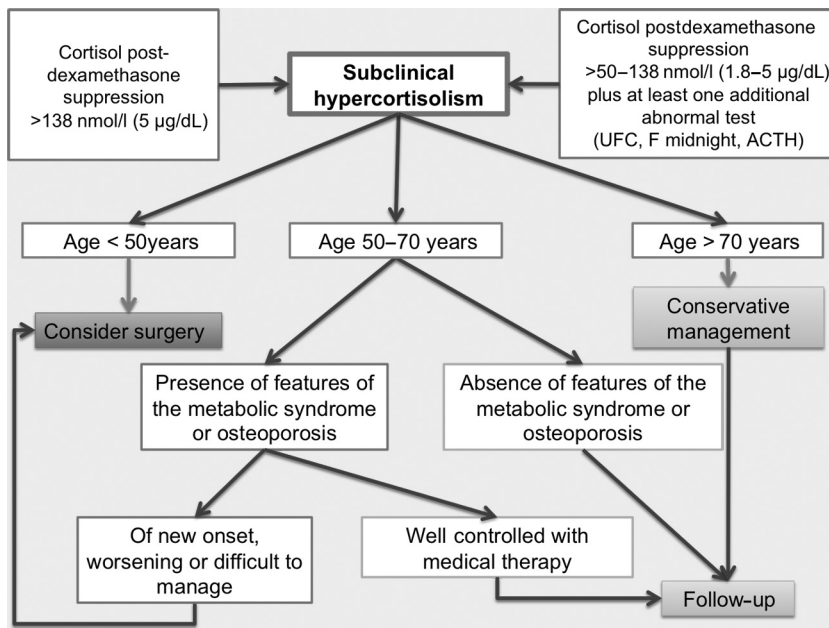 Cortisol post-
dexamethasone
suppression
>138 nmol/l (5 µg/dL)
Subclinical
hypercortisolism
Cortisol postdexamethasone
suppression
>50–138 nmol/l (1.8–5 µg/dL)
plus at least one additional
abnormal test
(UFC, F midnight, ACTH)
Age < 50years
Age 50–70 years
Age > 70 years
Consider surgery
Conservative
management
Presence of features of
the metabolic syndrome
or osteoporosis
Absence of features of the
metabolic syndrome or
osteoporosis
Of new onset,
worsening or difficult to
manage
Well controlled with
medical therapy
Follow-up